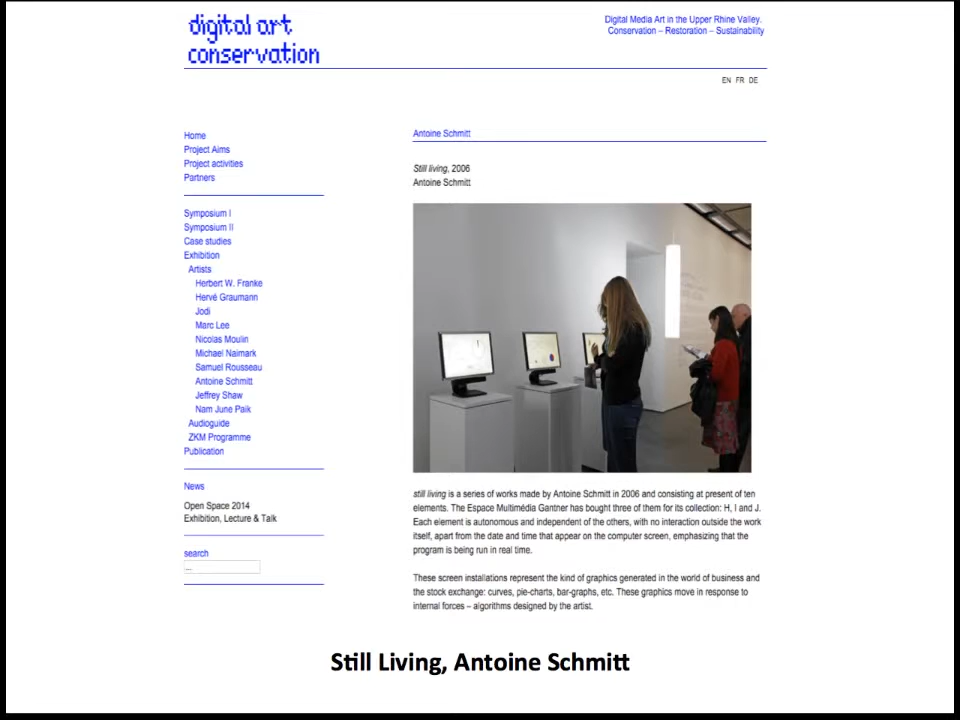 digital art
conservation
Digital Media Art in the Upper Rhine Valley.
Conservation – Restoration – Sustainability
EN FR DE
Home
Project Aims
Project activities
Partners
Symposium I
Symposium II
Case studies
Exhibition
Artists
Herbert W. Franke
Hervé Graumann
Jodi
Marc Lee
Nicolas Moulin
Michael Naimark
Samuel Rousseau
Antoine Schmitt
Jeffrey Shaw
Nam June Paik
Audioguide
ZKM Programme
Publication
News
Open Space 2014
Exhibition, Lecture & Talk
search
...
Antoine Schmitt
Still living, 2006
Antoine Schmitt
still living is a series of works made by Antoine Schmitt in 2006 and consisting at present of ten
elements. The Espace Multimédia Gantner has bought three of them for its collection: H, I and J.
Each element is autonomous and independent of the others, with no interaction outside the work
itself, apart from the date and time that appear on the computer screen, emphasizing that the
program is being run in real time.
These screen installations represent the kind of graphics generated in the world of business and
the stock exchange: curves, pie-charts, bar-graphs, etc. These graphics move in response to
internal forces – algorithms designed by the artist.
Still Living, Antoine Schmitt